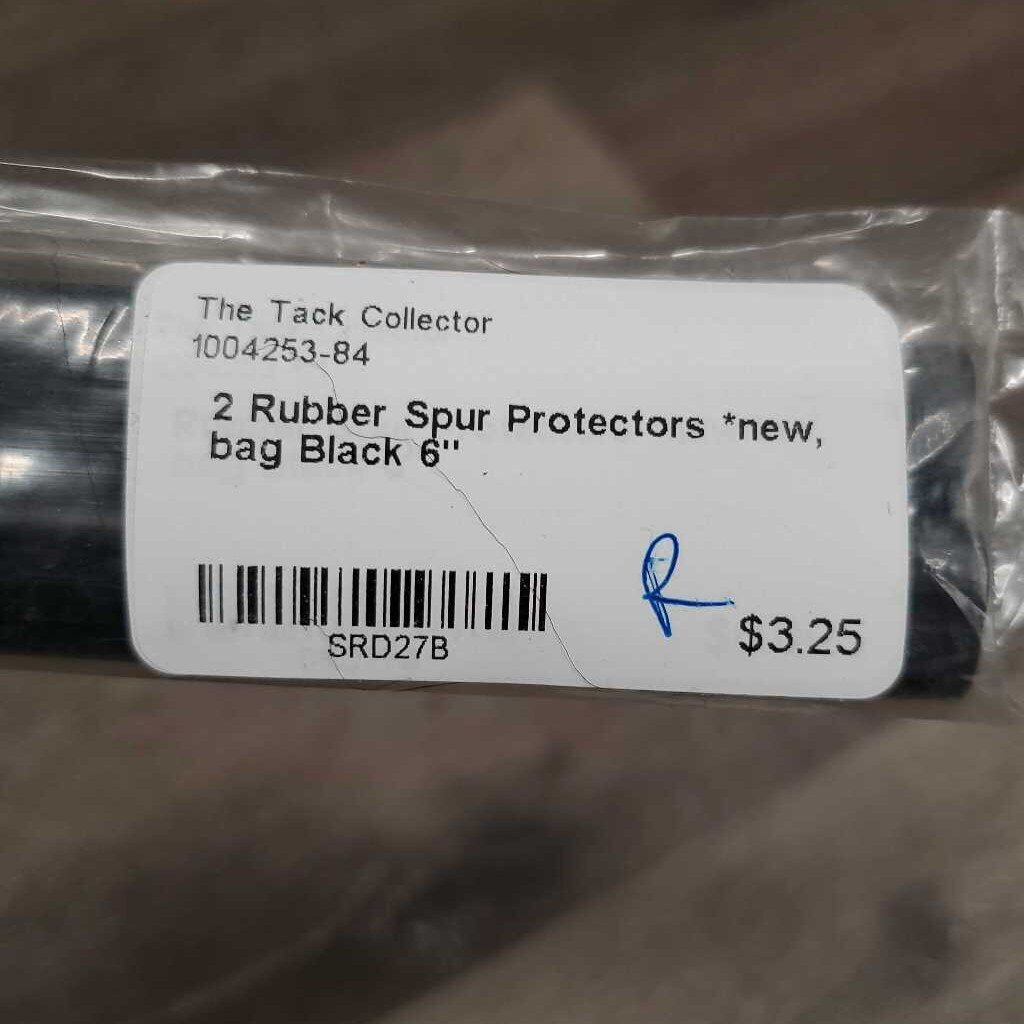 The Tack Collector
1004253-84
2 Rubber Spur Protectors *new,
bag Black 6"
R
$3.25
SRD27B